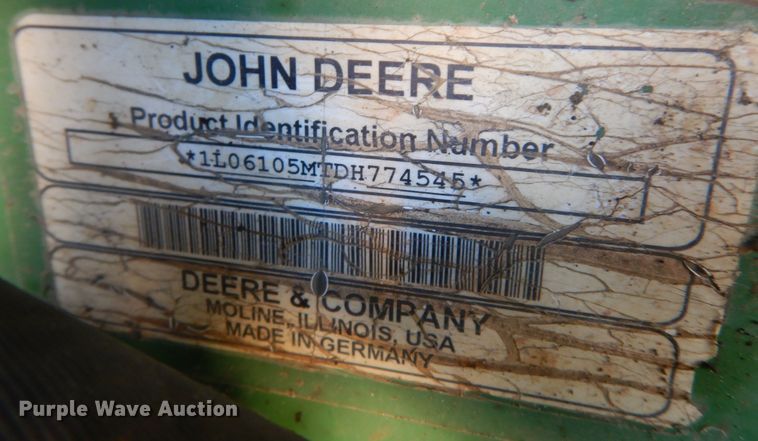 JOHN DEERE
Product Identification Number
*1L06105MTDH774545*
DEERE & COMPANY
MOLINE, ILLINOIS, USA
MADE IN GERMANY
Purple Wave Auction